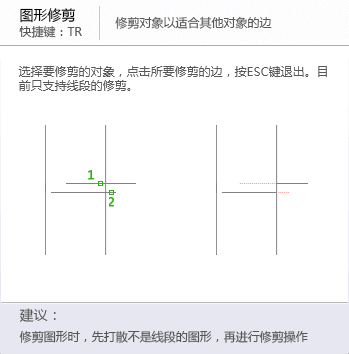 图形修剪
快捷键：TR
修剪对象以适合其他对象的边
选择要修剪的对象，点击所要修剪的边，按ESC键退出。目
前只支持线段的修剪。
1
2
建议：
修剪图形时，先打散不是线段的图形，再进行修剪操作